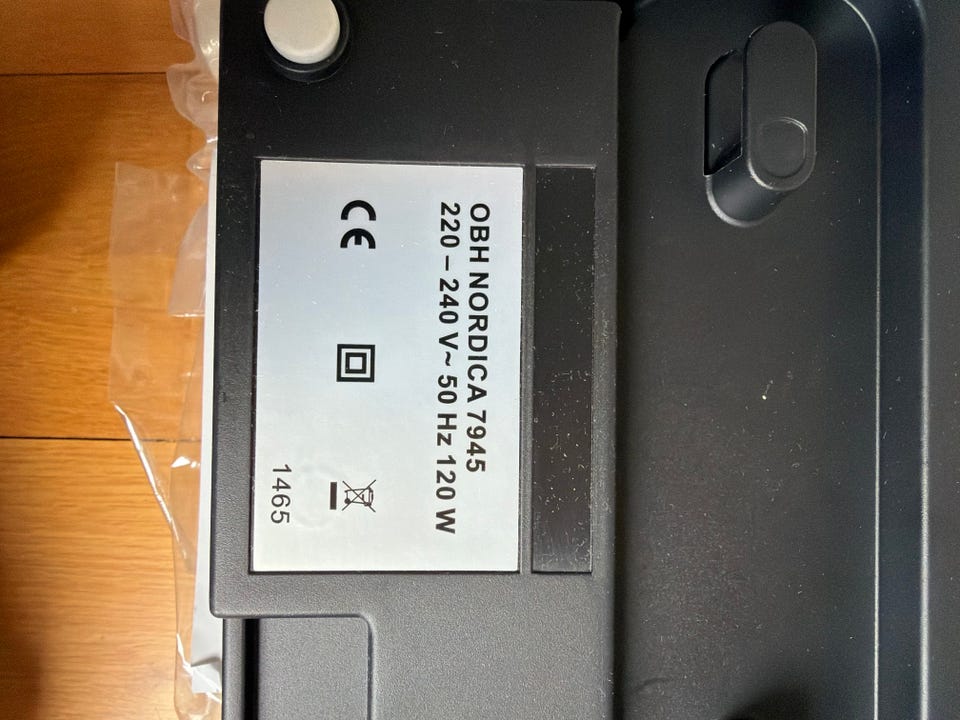 OBH NORDICA 7945
220 – 240 V~ 50 Hz 120 W
CE
1465